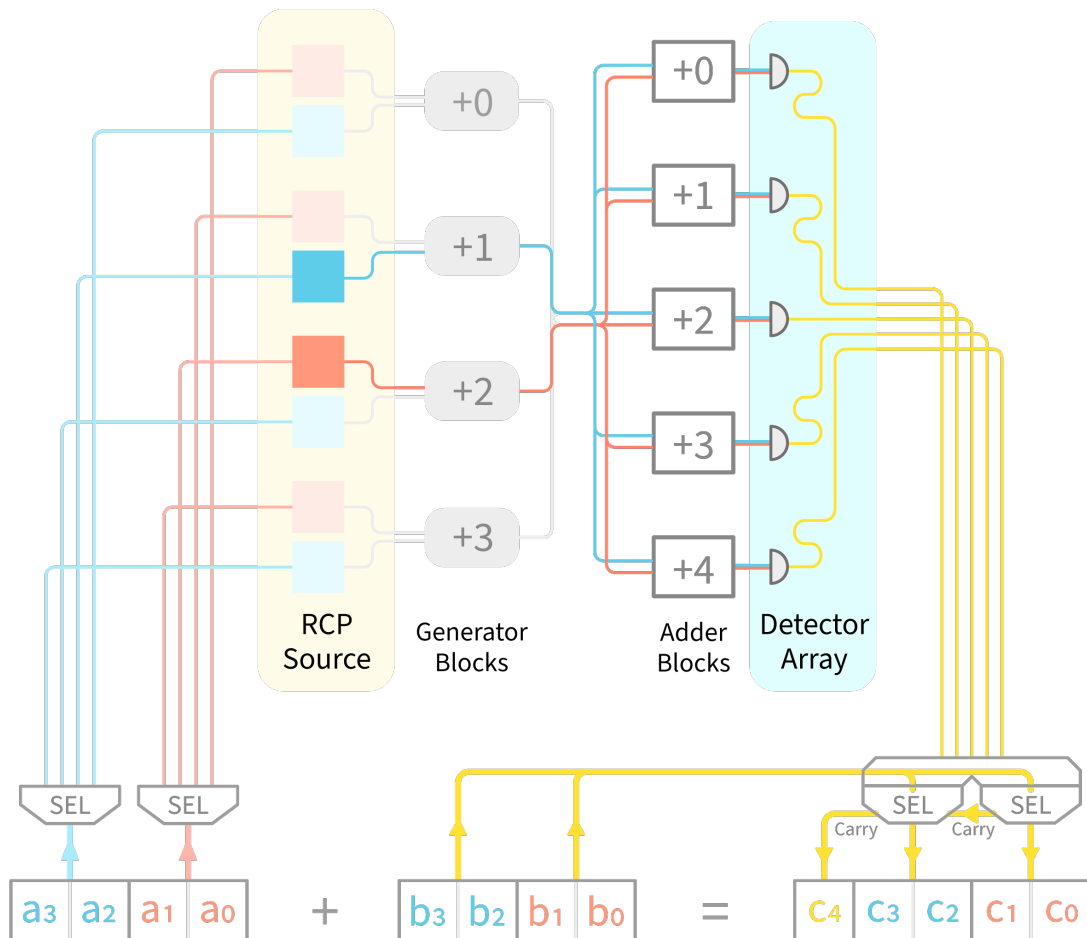 +0
+1
+2
+3
+0
+1
+2
+3
+4
RCP
Source
Generator
Blocks
Adder
Blocks
Detector
Array
SEL
SEL
SEL
SEL
Carry
Carry
a3 a2 a1 a0 + b3 b2 b1 b0 = c4 c3 c2 c1 c0